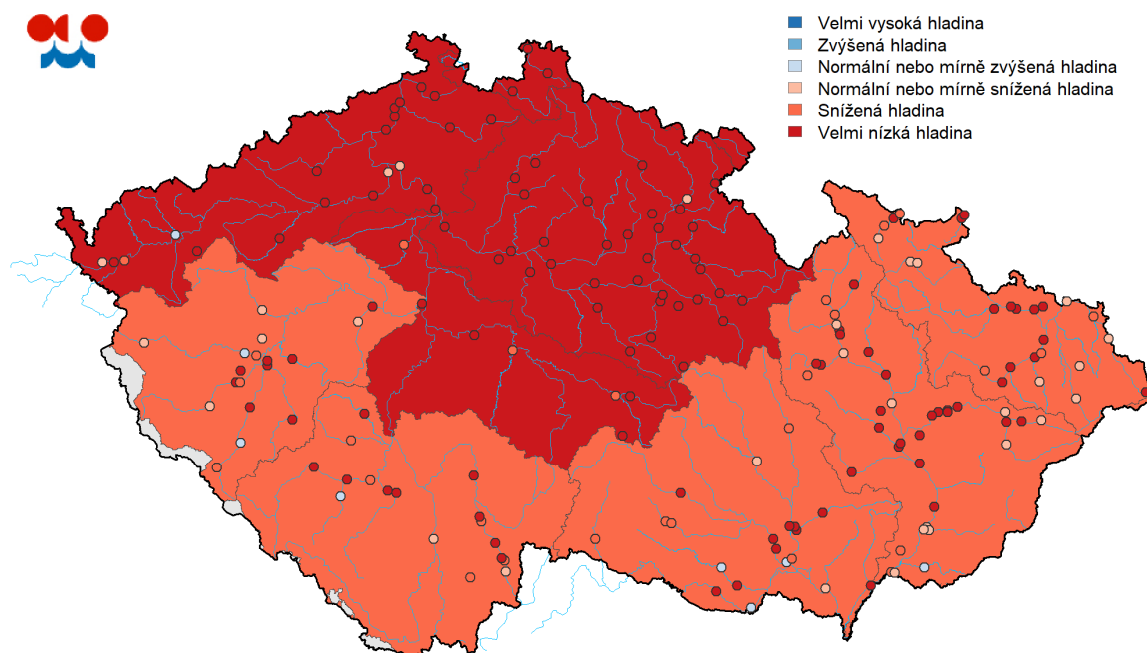 Velmi vysoká hladina
Zvýšená hladina
Normální nebo mírně zvýšená hladina
Normální nebo mírně snížená hladina
Snížená hladina
Velmi nízká hladina